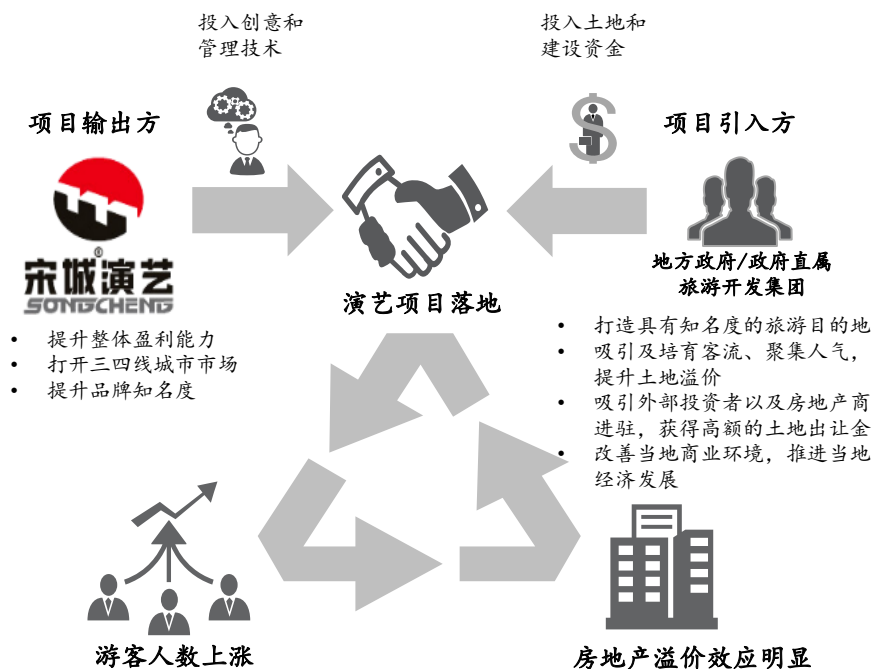 投入创意和
管理技术
投入土地和
建设资金
项目输出方
项目引入方
宋城演艺
®
SONGCHENG
地方政府/政府直属
旅游开发集团
演艺项目落地
• 提升整体盈利能力
• 打开三四线城市市场
• 提升品牌知名度
• 打造具有知名度的旅游目的地
• 吸引及培育客流、聚集人气，
提升土地溢价
• 吸引外部投资者以及房地产商
进驻，获得高额的土地出让金
• 改善当地商业环境，推进当地
经济发展
游客人数上涨
房地产溢价效应明显